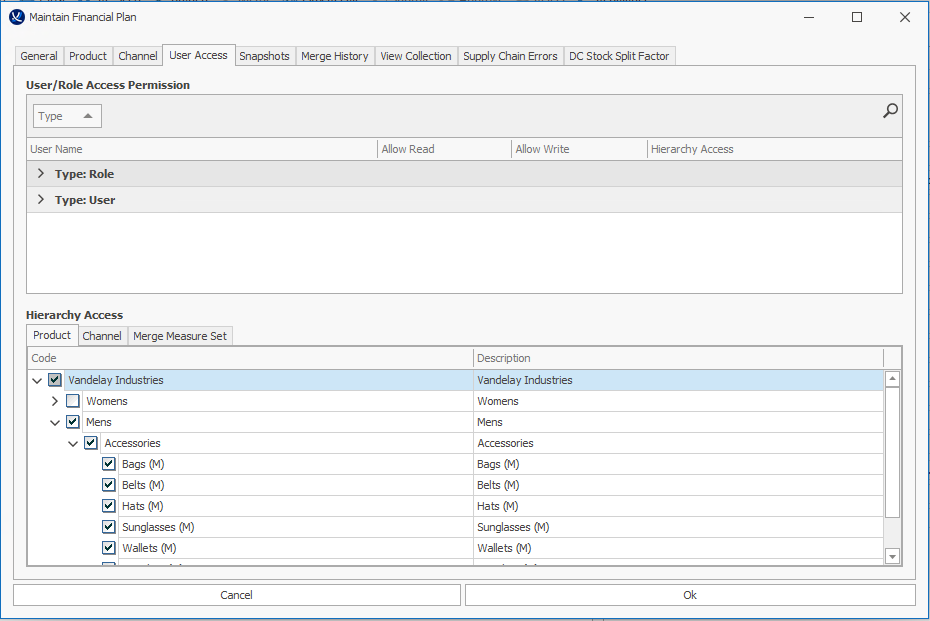 Maintain Financial Plan
General Product Channel User Access Snapshots Merge History View Collection Supply Chain Errors DC Stock Split Factor
User/Role Access Permission
Type
User Name Allow Read Allow Write Hierarchy Access
Type: Role
Type: User
Hierarchy Access
Product Channel Merge Measure Set
Code Description
Vandelay Industries Vandelay Industries
Womens Womens
Mens Mens
Accessories Accessories
Bags (M) Bags (M)
Belts (M) Belts (M)
Hats (M) Hats (M)
Sunglasses (M) Sunglasses (M)
Wallets (M) Wallets (M)
Cancel Ok